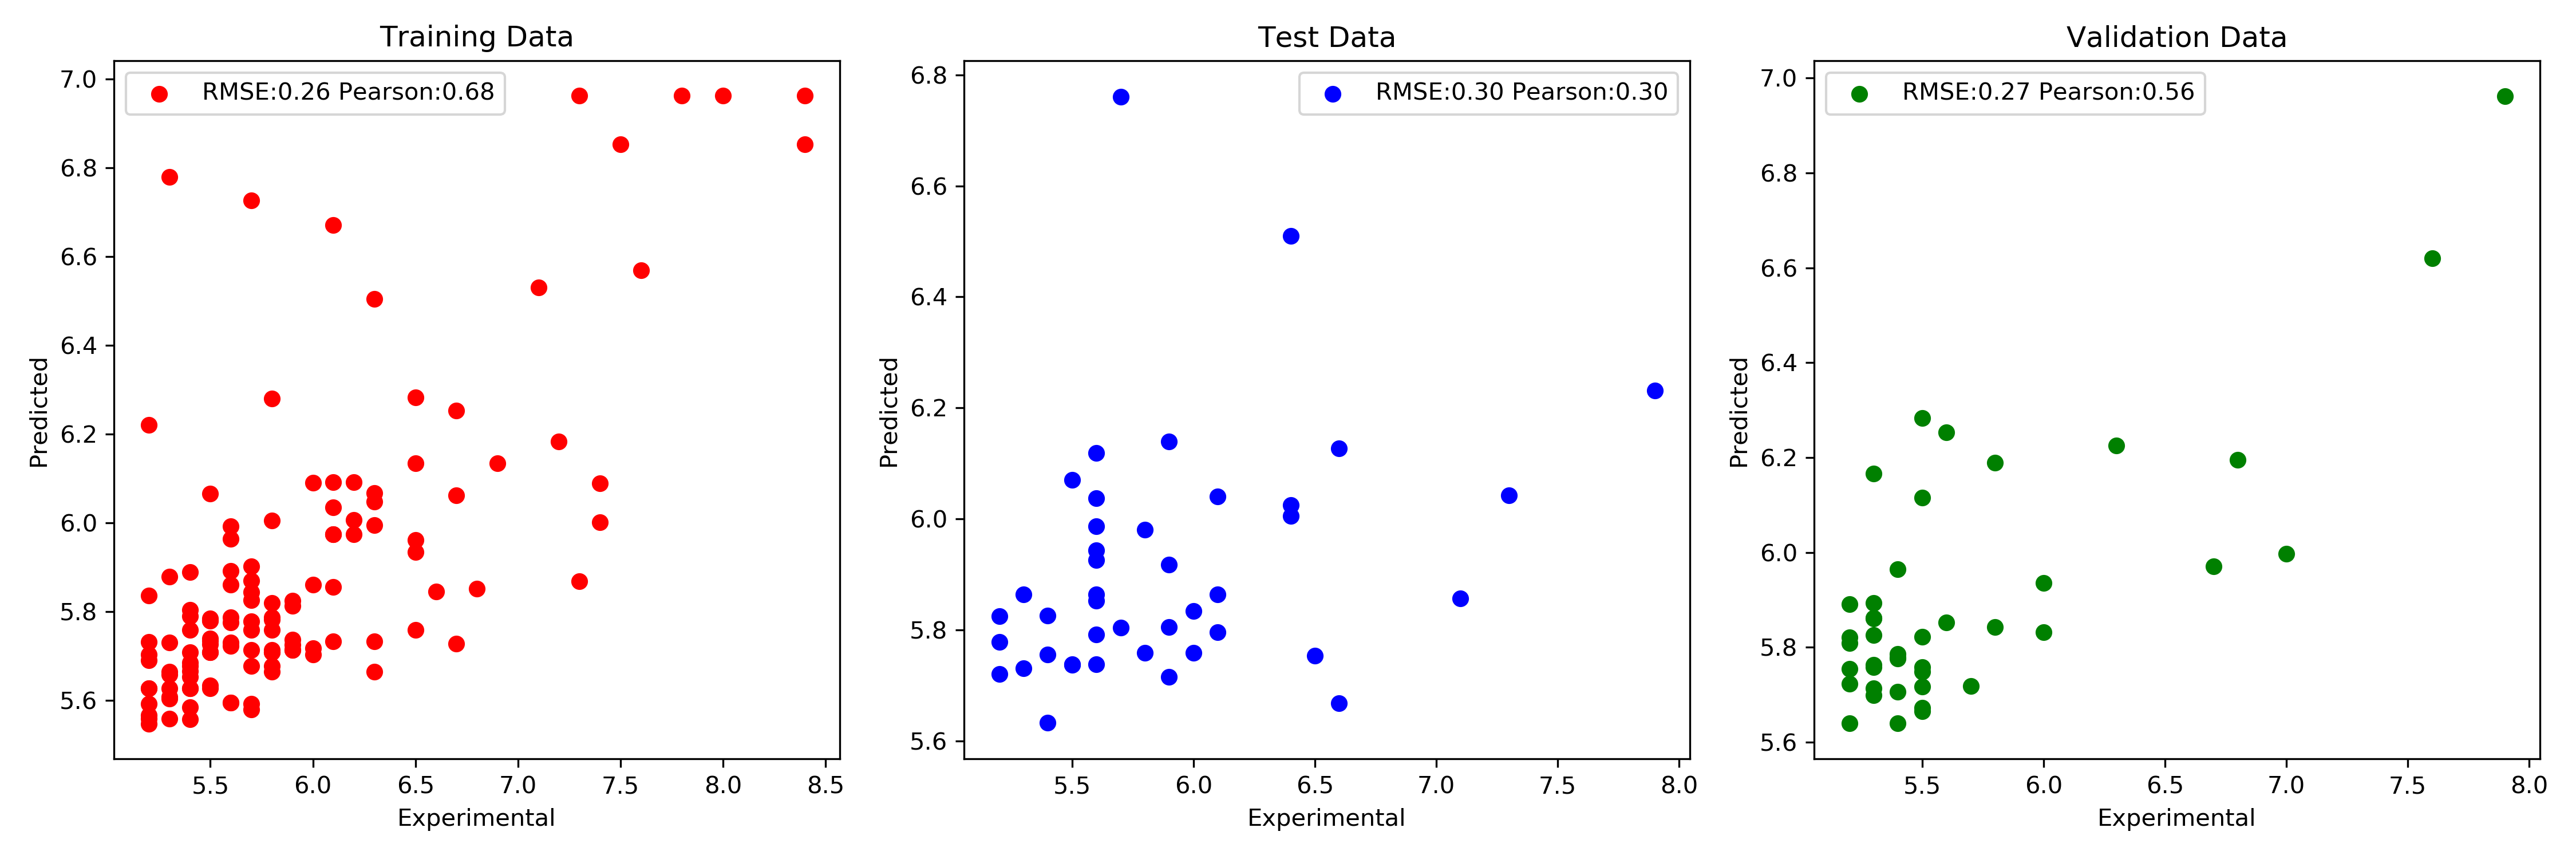 Training Data
RMSE:0.26 Pearson:0.68
7.0
6.8
6.6
6.4
6.2
6.0
5.8
5.6
Predicted
5.5 6.0 6.5 7.0 7.5 8.0 8.5
Experimental
Test Data
RMSE:0.30 Pearson:0.30
6.8
6.6
6.4
6.2
6.0
5.8
5.6
Predicted
5.5 6.0 6.5 7.0 7.5 8.0
Experimental
Validation Data
RMSE:0.27 Pearson:0.56
7.0
6.8
6.6
6.4
6.2
6.0
5.8
5.6
Predicted
5.5 6.0 6.5 7.0 7.5 8.0
Experimental